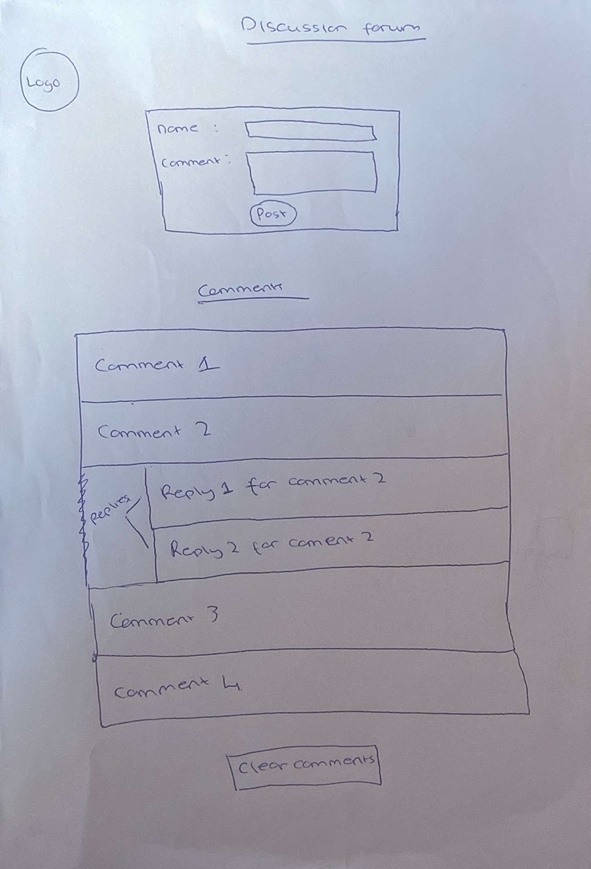 Discussion forum
Logo
name :
Comment :
Post
Comments
Comment 1
Comment 2
Replies
Reply 1 for comment 2
Reply 2 for coment 2
Comment 3
Comment 4
Clear comments